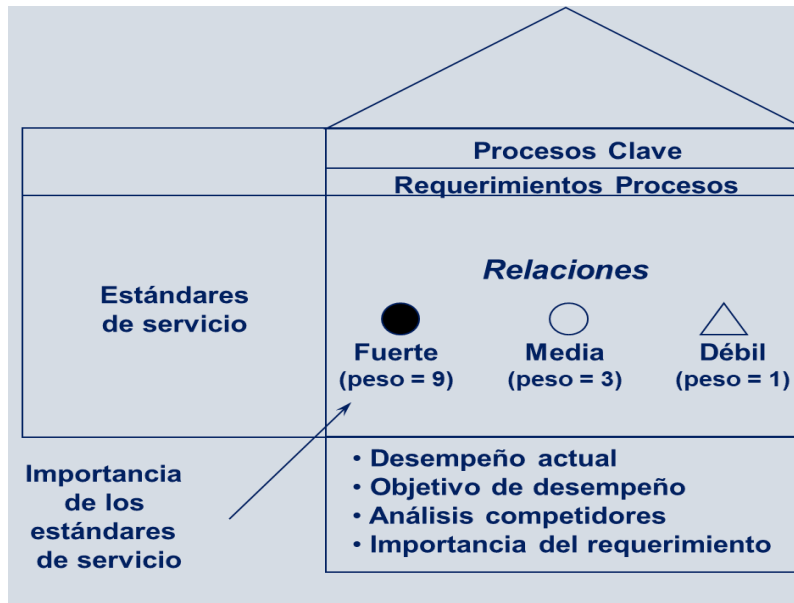 Procesos Clave
Requerimientos Procesos
Estándares
de servicio
Relaciones
Fuerte
(peso = 9)
Media
(peso = 3)
Débil
(peso = 1)
Importancia
de los
estándares
de servicio
• Desempeño actual
• Objetivo de desempeño
• Análisis competidores
• Importancia del requerimiento